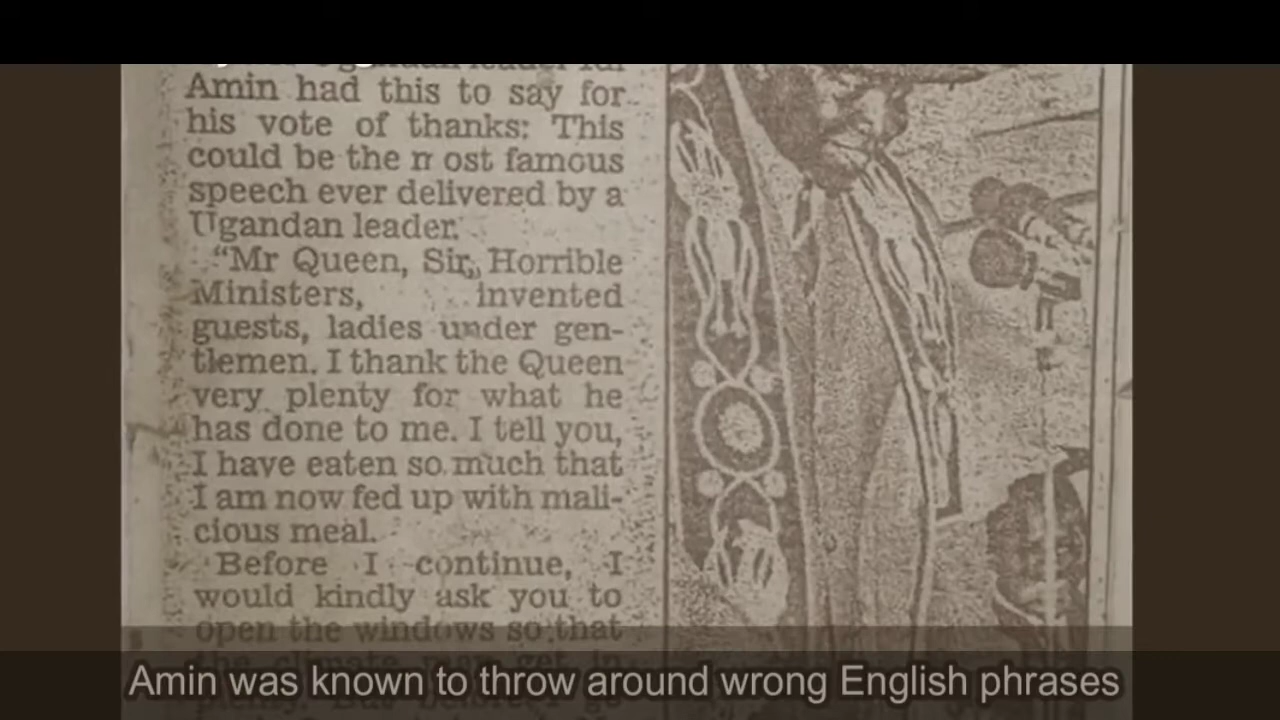 Amin had this to say for
his vote of thanks: This
could be the m ost famous
speech ever delivered by a
Ugandan leader.
"Mr Queen, Sir, Horrible
Ministers, invented
guests, ladies under gen-
tlemen. I thank the Queen
very plenty for what he
has done to me. I tell you,
I have eaten so much that
I am now fed up with mali-
cious meal.
Before I continue, I
would kindly ask you to
open the windows so that
Amin was known to throw around wrong English phrases